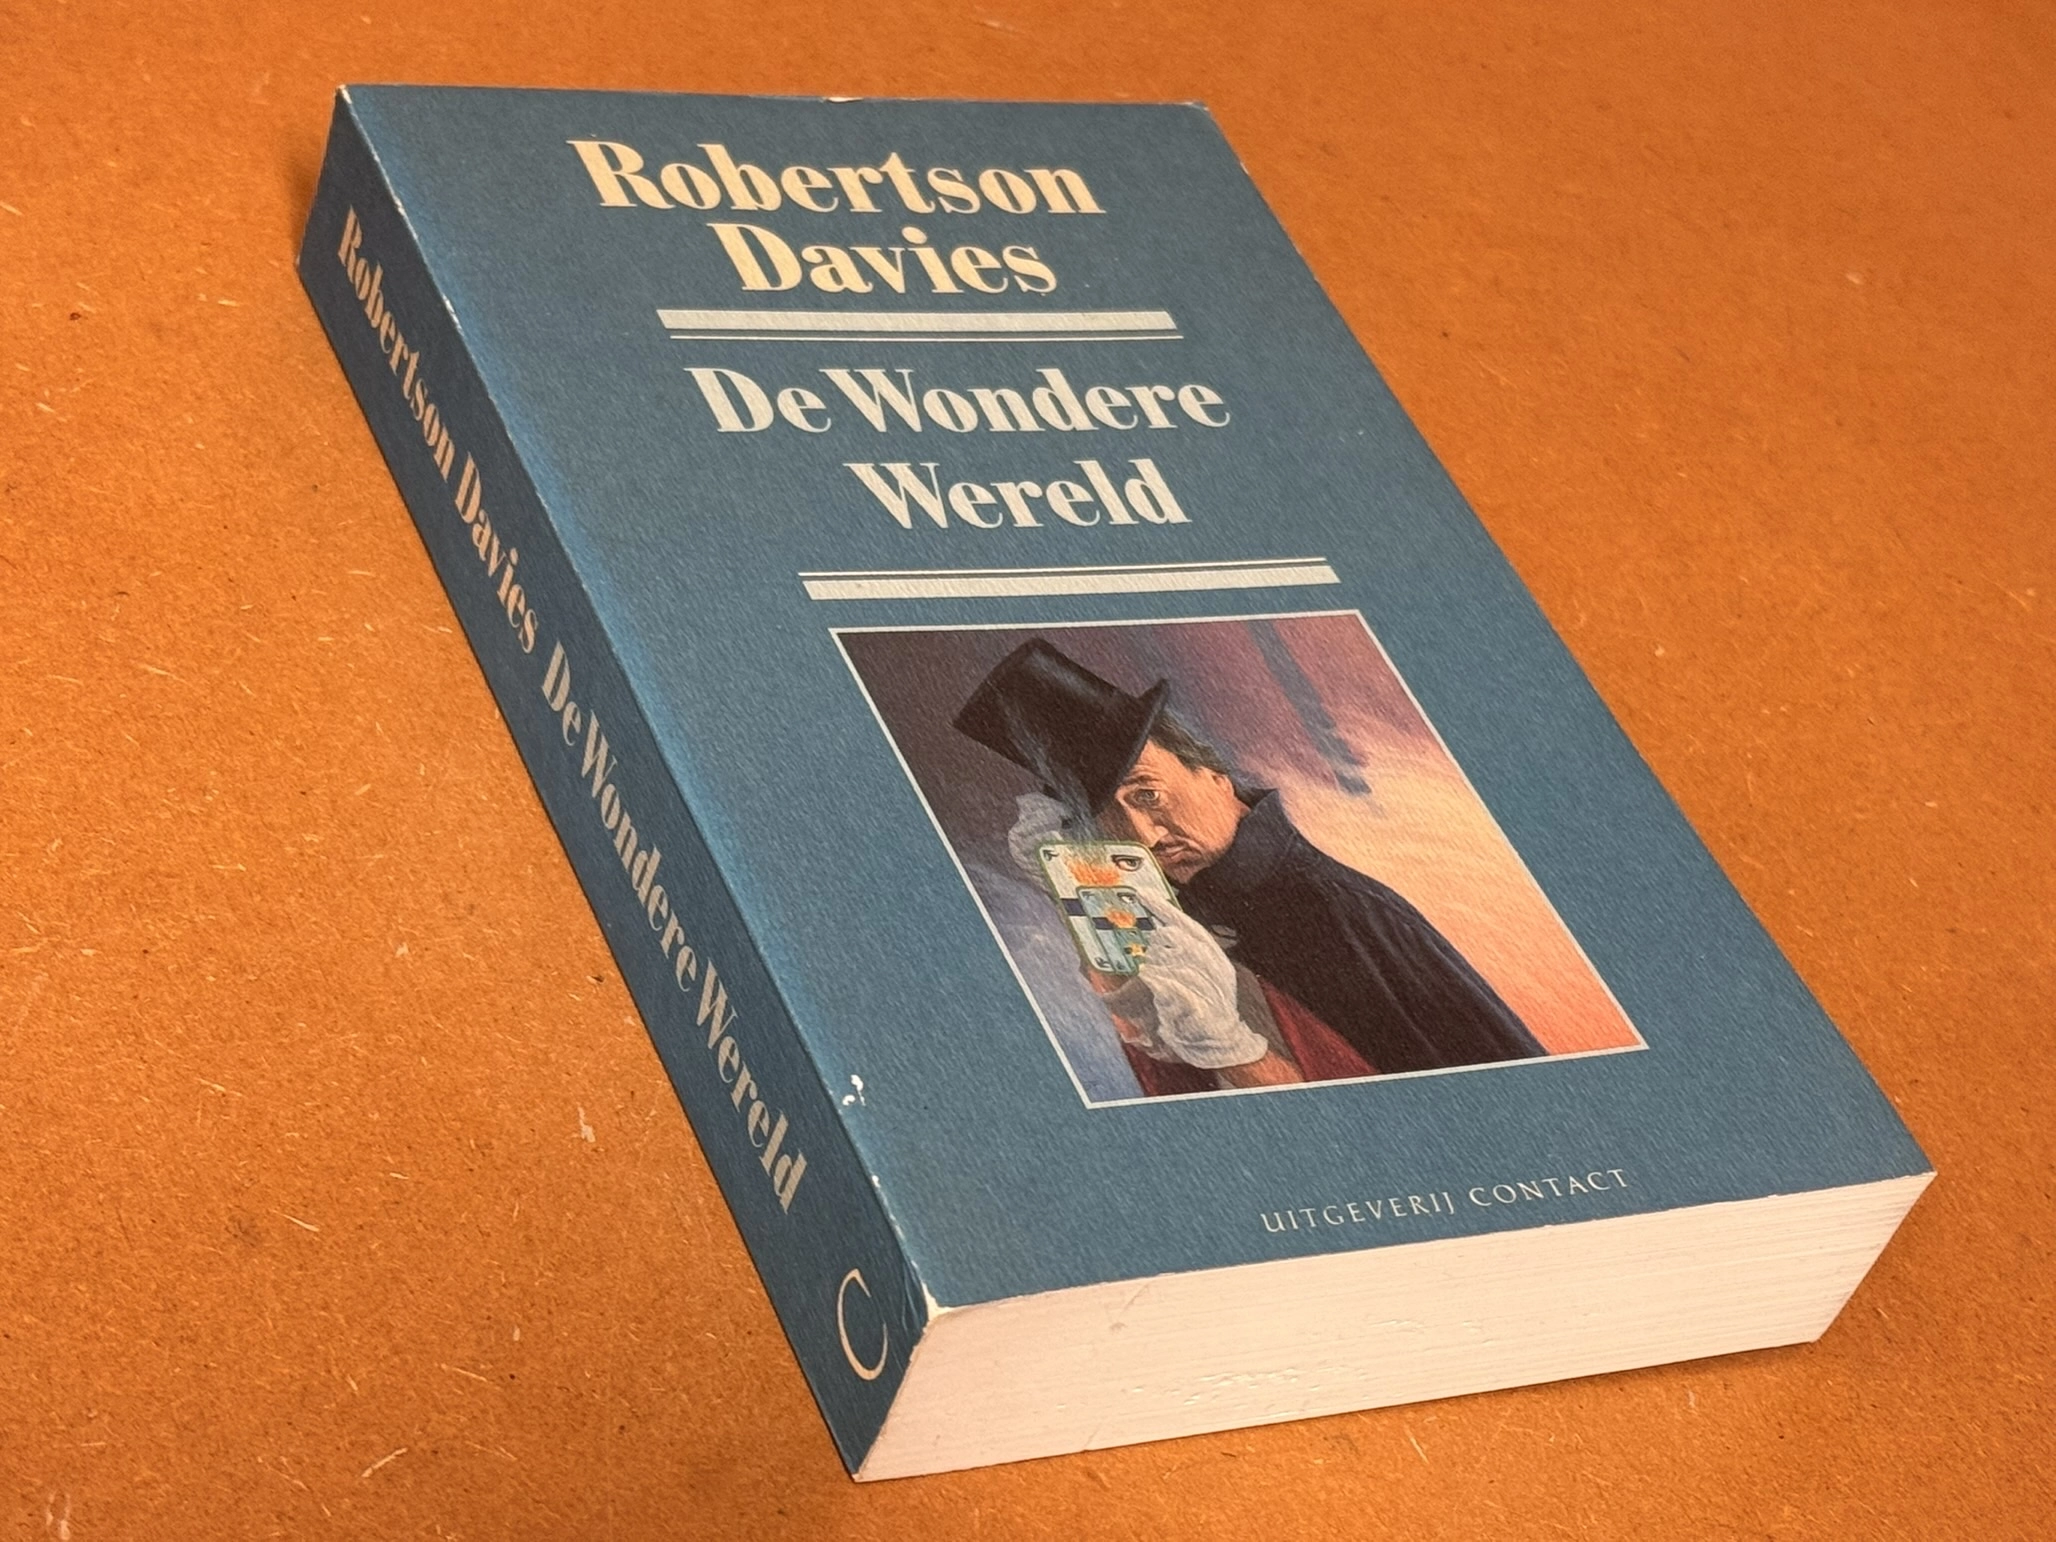 Robertson
Davies
De Wondere
Wereld
UITGEVERIJ CONTACT
Robertson Davies De Wondere Wereld
C